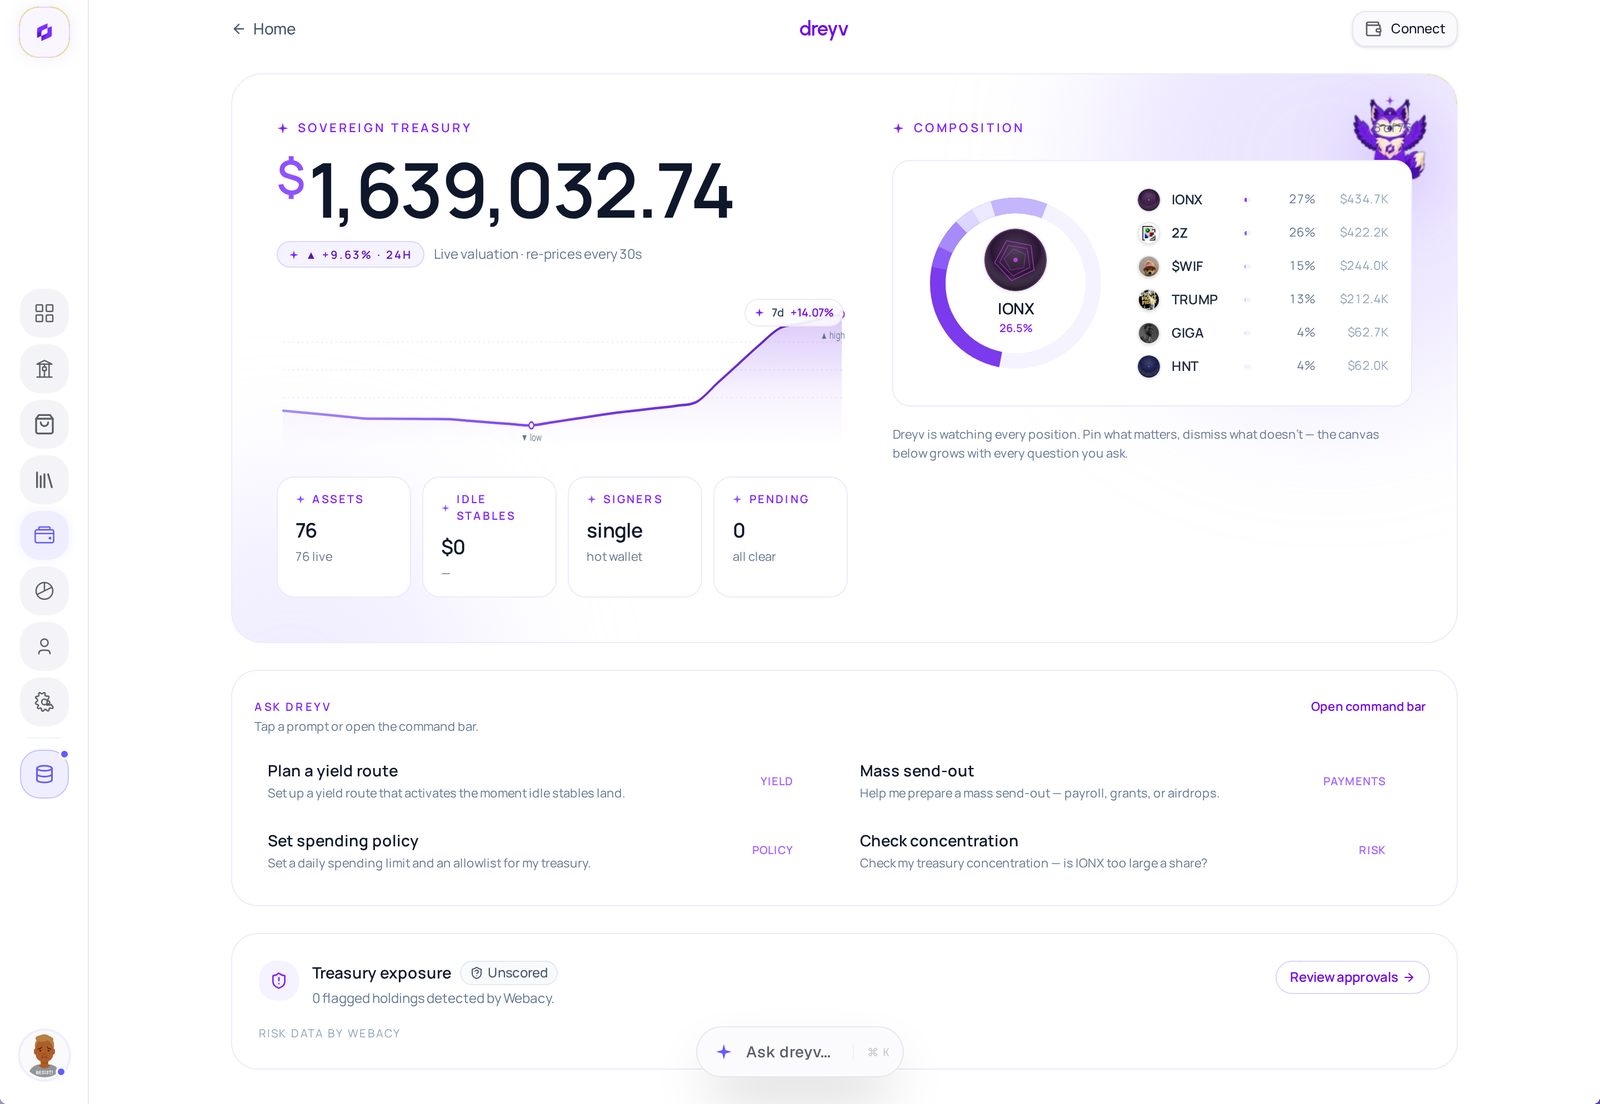 Home
dreyv
Connect
SOVEREIGN TREASURY
$1,639,032.74
▲ +9.63% · 24H
Live valuation · re-prices every 30s
7d +14.07%
▲ high
▼ low
ASSETS
76
76 live
IDLE STABLES
$0
—
SIGNERS
single
hot wallet
PENDING
0
all clear
COMPOSITION
IONX
26.5%
IONX 27% $434.7K
2Z 26% $422.2K
$WIF 15% $244.0K
TRUMP 13% $212.4K
GIGA 4% $62.7K
HNT 4% $62.0K
Dreyv is watching every position. Pin what matters, dismiss what doesn't — the canvas
below grows with every question you ask.
ASK DREYV
Open command bar
Tap a prompt or open the command bar.
Plan a yield route
Set up a yield route that activates the moment idle stables land.
YIELD
Mass send-out
Help me prepare a mass send-out — payroll, grants, or airdrops.
PAYMENTS
Set spending policy
Set a daily spending limit and an allowlist for my treasury.
POLICY
Check concentration
Check my treasury concentration — is IONX too large a share?
RISK
Treasury exposure
Unscored
0 flagged holdings detected by Webacy.
Review approvals →
RISK DATA BY WEBACY
Ask dreyv...
⌘ K